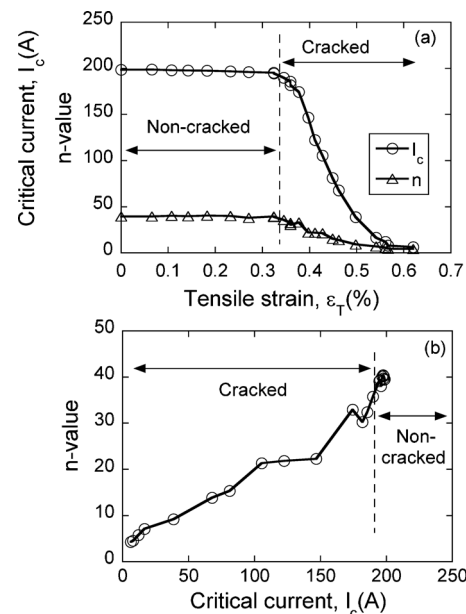 Critical current, I_c(A)
n-value
250
200
150
100
50
0
(a)
Cracked
Non-cracked
I_c
n
0 0.1 0.2 0.3 0.4 0.5 0.6 0.7
Tensile strain, ε_T(%)
n-value
50
40
30
20
10
0
(b)
Cracked
Non-
cracked
0 50 100 150 200 250
Critical current, I_c(A)